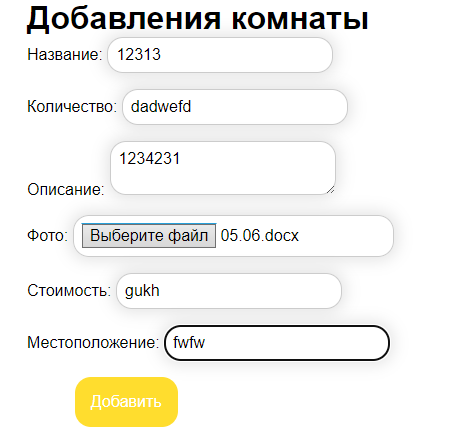 Добавления комнаты
Название: 12313
Количество: dadwefd
Описание: 1234231
Фото: Выберите файл 05.06.docx
Стоимость: gukh
Местоположение: fwfw
Добавить